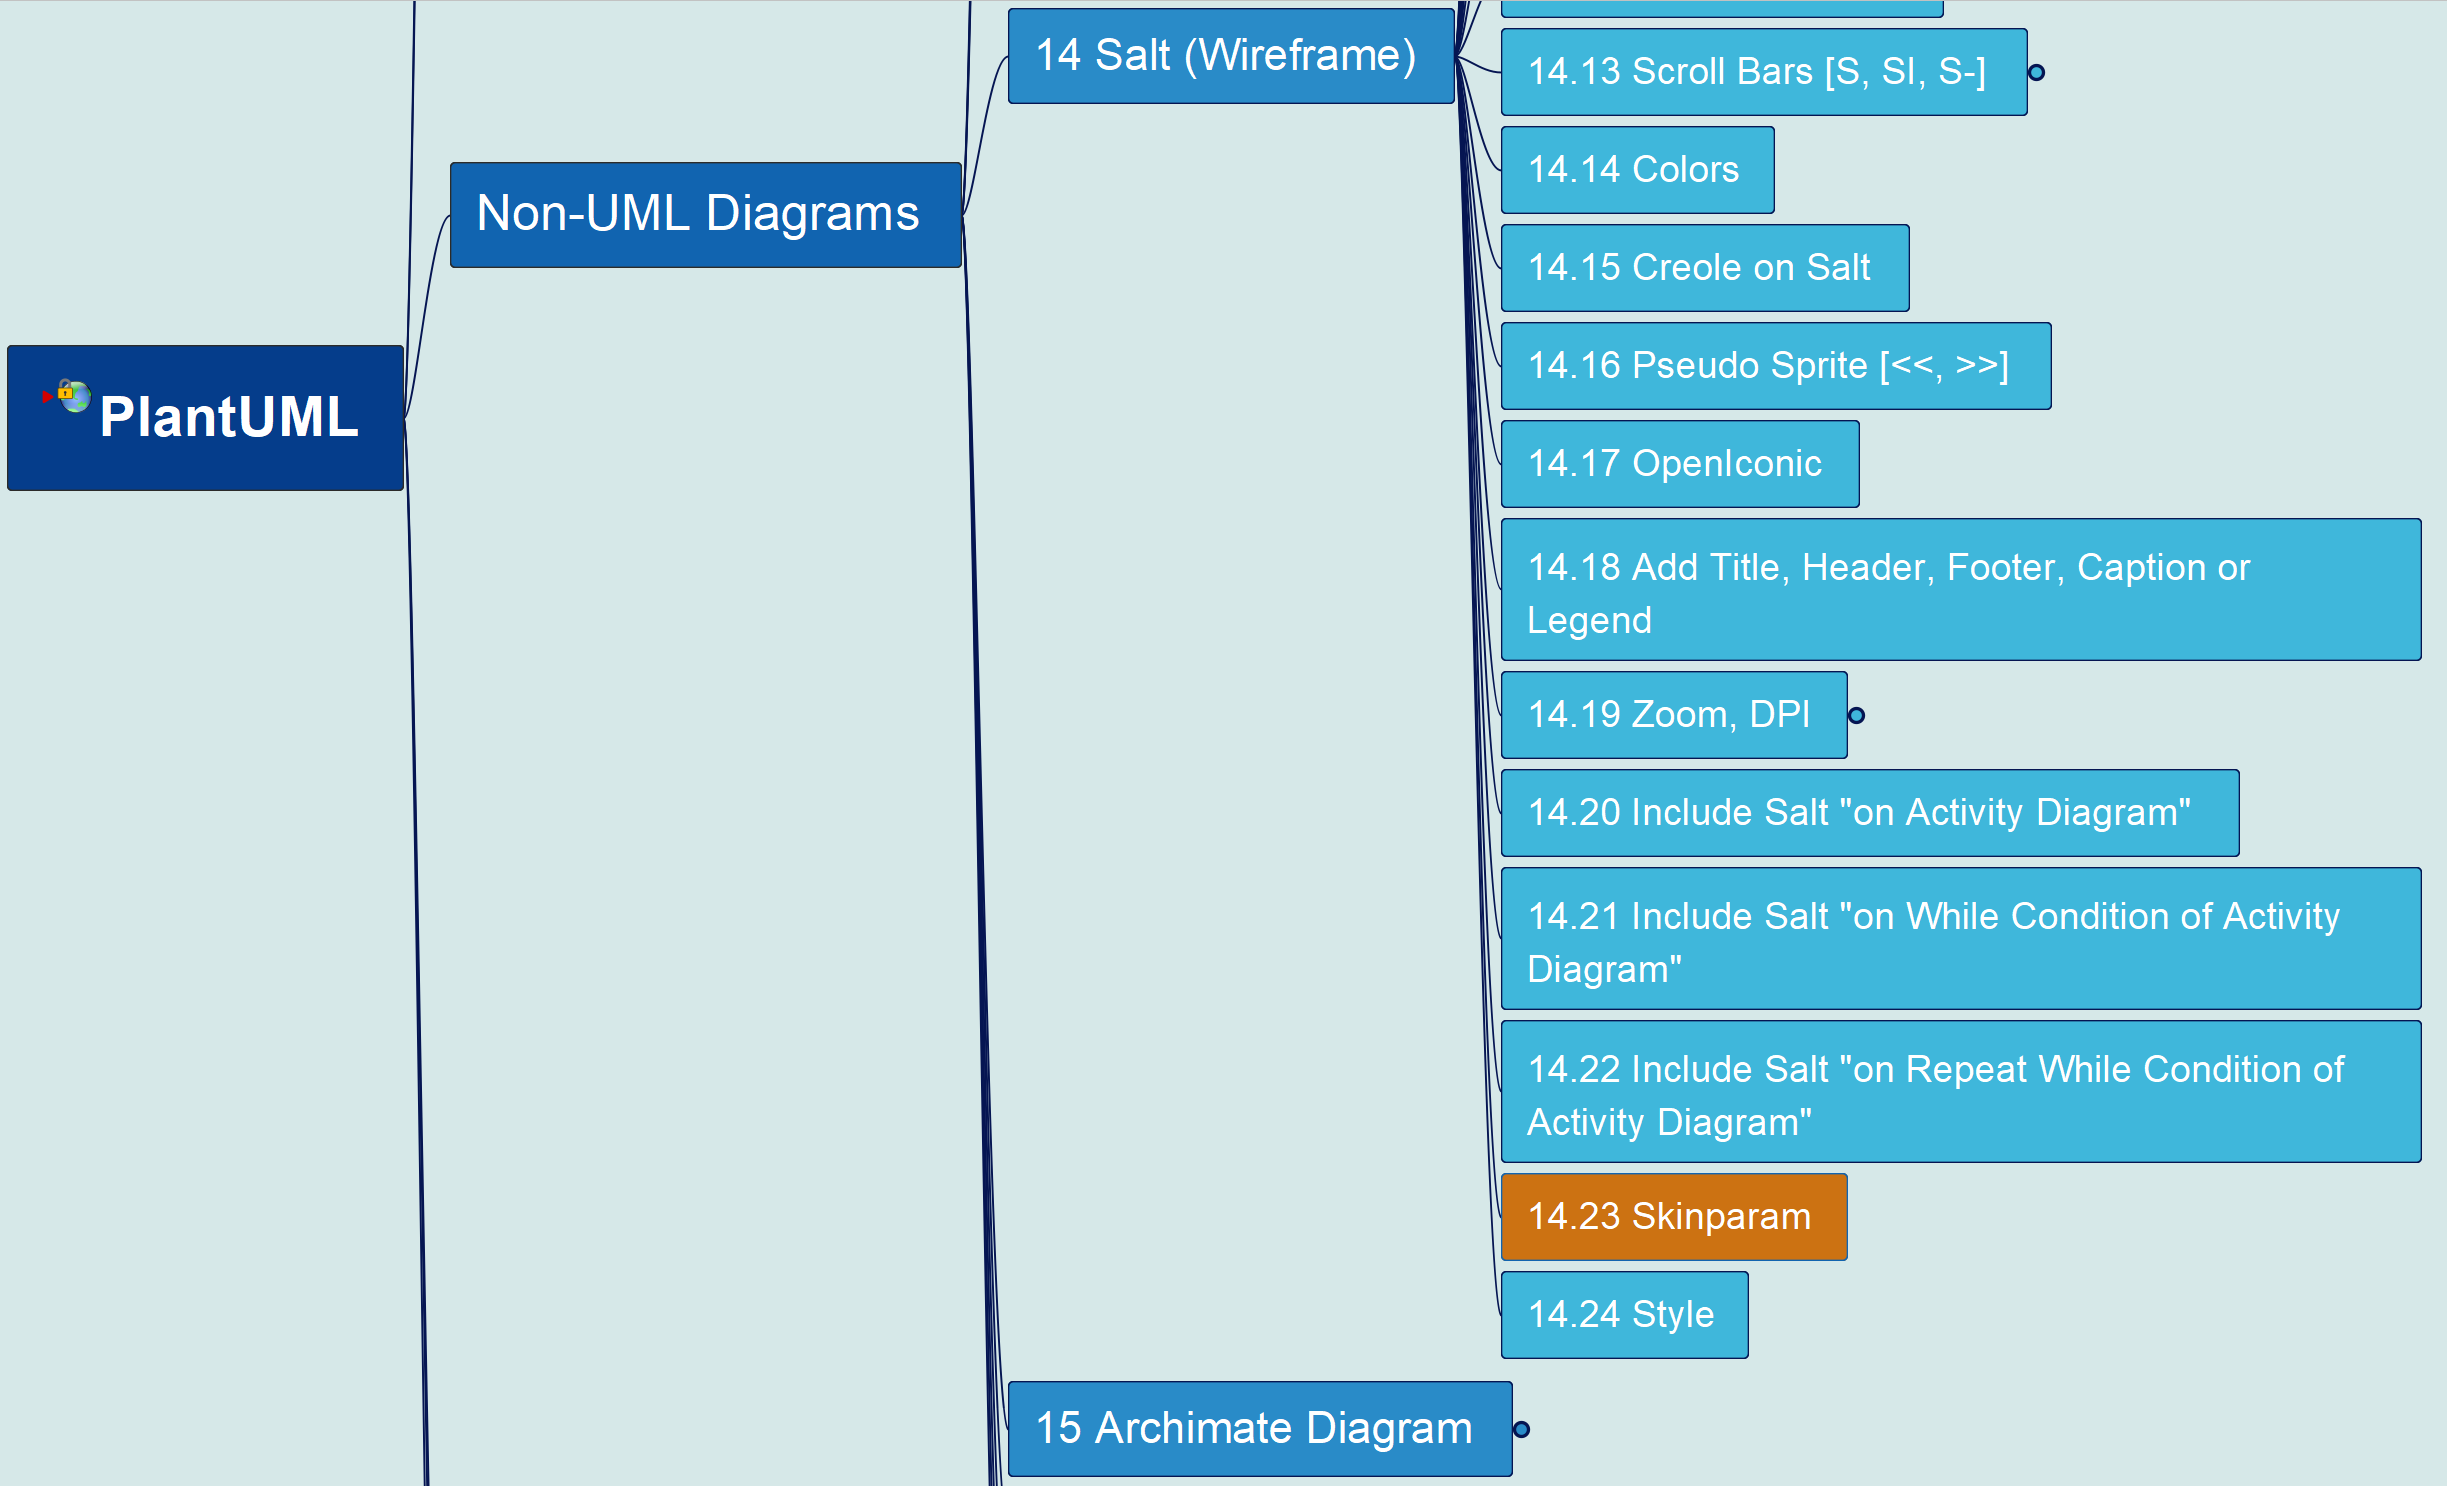 14 Salt (Wireframe)
14.13 Scroll Bars [S, SI, S-]
14.14 Colors
Non-UML Diagrams
14.15 Creole on Salt
14.16 Pseudo Sprite [<<, >>]
PlantUML
14.17 OpenIconic
14.18 Add Title, Header, Footer, Caption or
Legend
14.19 Zoom, DPI
14.20 Include Salt "on Activity Diagram"
14.21 Include Salt "on While Condition of Activity
Diagram"
14.22 Include Salt "on Repeat While Condition of
Activity Diagram"
14.23 Skinparam
14.24 Style
15 Archimate Diagram